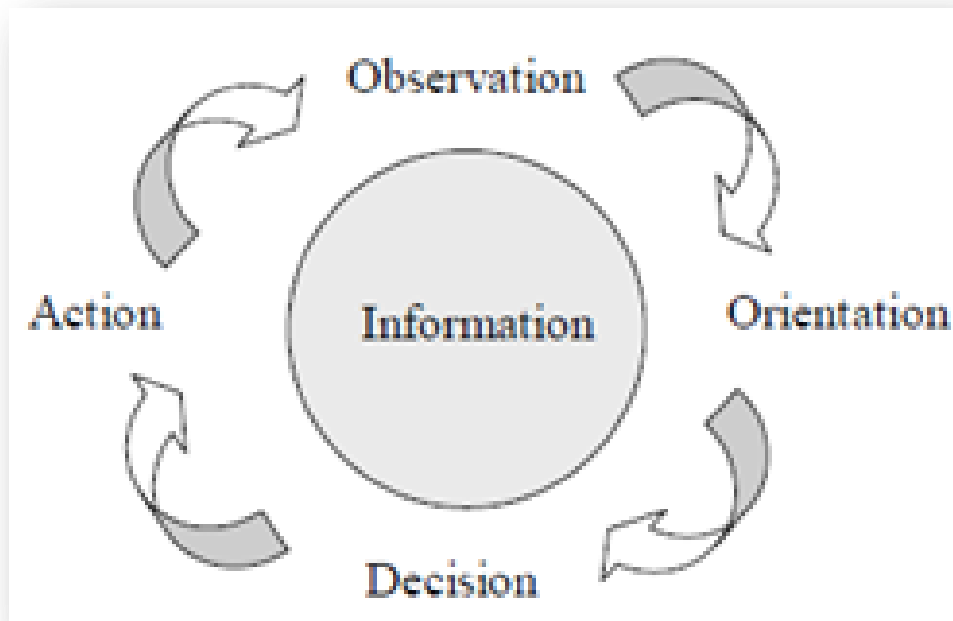 Observation
Action
Information
Orientation
Decision